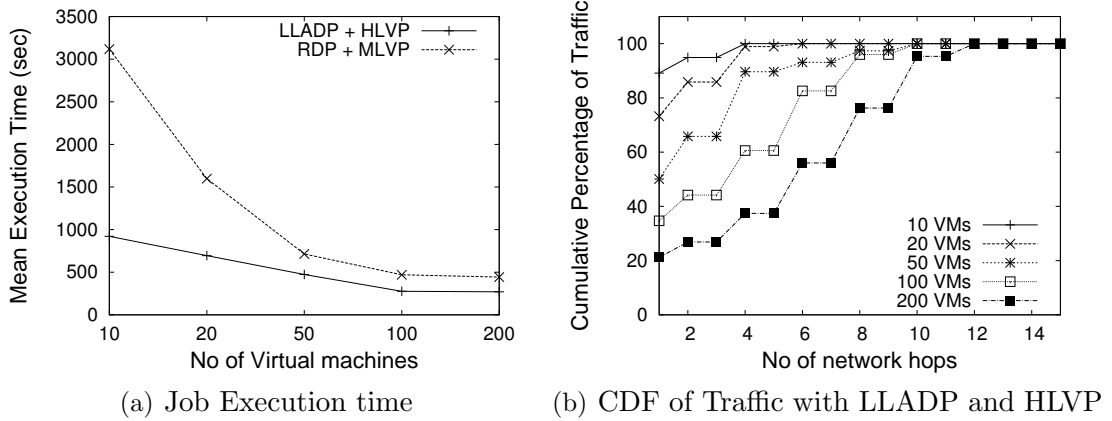 Mean Execution Time (sec)
3500
3000
2500
2000
1500
1000
500
0
LLADP + HLVP
RDP + MLVP
10 20 50 100 200
No of Virtual machines
(a) Job Execution time
Cumulative Percentage of Traffic
100
80
60
40
20
0
10 VMs
20 VMs
50 VMs
100 VMs
200 VMs
2 4 6 8 10 12 14
No of network hops
(b) CDF of Traffic with LLADP and HLVP